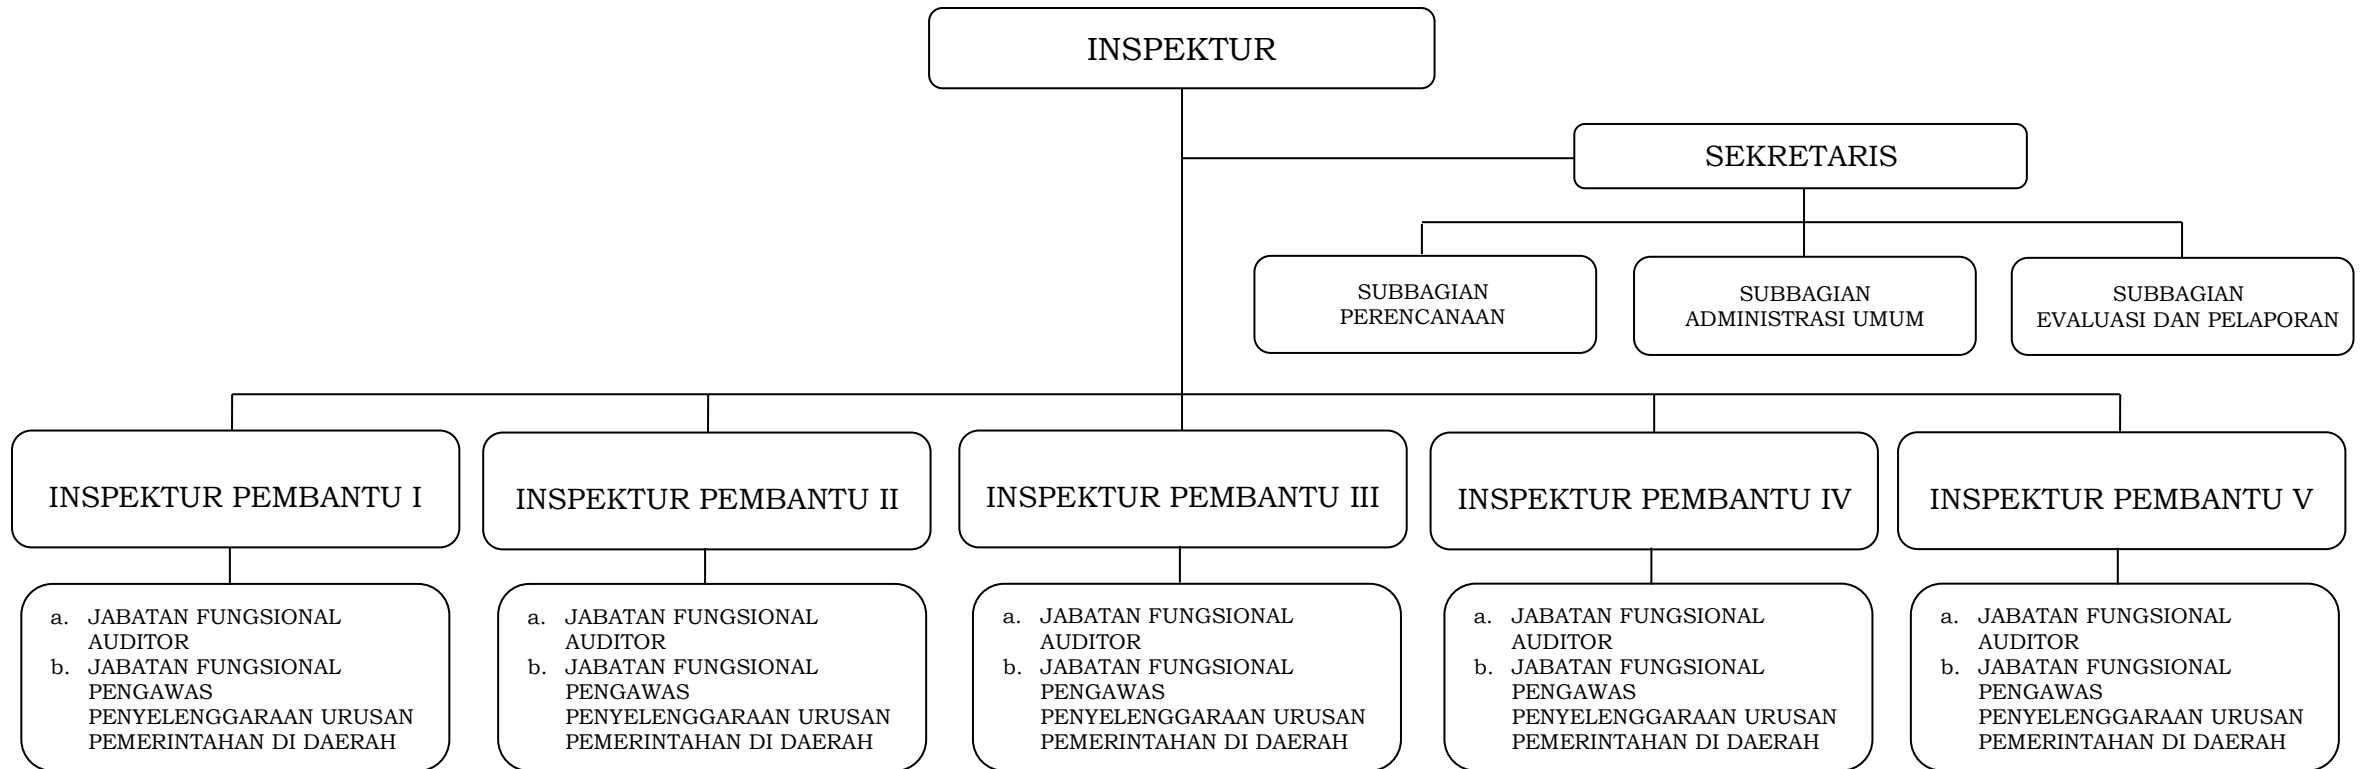 INSPEKTUR
SEKRETARIS
SUBBAGIAN
PERENCANAAN
SUBBAGIAN
ADMINISTRASI UMUM
SUBBAGIAN
EVALUASI DAN PELAPORAN
INSPEKTUR PEMBANTU I
INSPEKTUR PEMBANTU II
INSPEKTUR PEMBANTU III
INSPEKTUR PEMBANTU IV
INSPEKTUR PEMBANTU V
a. JABATAN FUNGSIONAL
AUDITOR
b. JABATAN FUNGSIONAL
PENGAWAS
PENYELENGGARAAN URUSAN
PEMERINTAHAN DI DAERAH
a. JABATAN FUNGSIONAL
AUDITOR
b. JABATAN FUNGSIONAL
PENGAWAS
PENYELENGGARAAN URUSAN
PEMERINTAHAN DI DAERAH
a. JABATAN FUNGSIONAL
AUDITOR
b. JABATAN FUNGSIONAL
PENGAWAS
PENYELENGGARAAN URUSAN
PEMERINTAHAN DI DAERAH
a. JABATAN FUNGSIONAL
AUDITOR
b. JABATAN FUNGSIONAL
PENGAWAS
PENYELENGGARAAN URUSAN
PEMERINTAHAN DI DAERAH
a. JABATAN FUNGSIONAL
AUDITOR
b. JABATAN FUNGSIONAL
PENGAWAS
PENYELENGGARAAN URUSAN
PEMERINTAHAN DI DAERAH